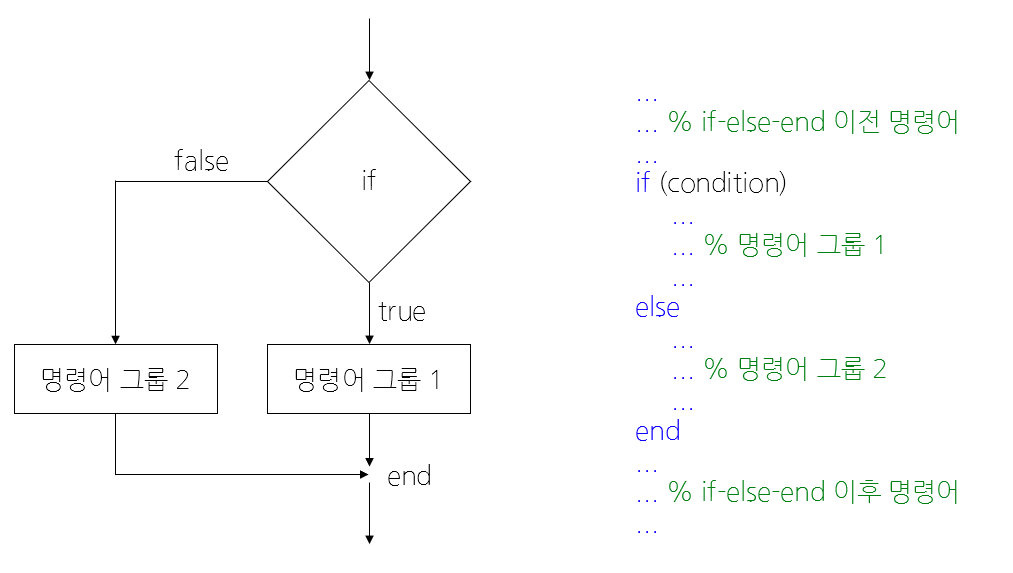 false
if
true
명령어 그룹 2
명령어 그룹 1
end
...
... % if-else-end 이전 명령어
...
if (condition)
...
... % 명령어 그룹 1
...
else
...
... % 명령어 그룹 2
...
end
...
... % if-else-end 이후 명령어
...